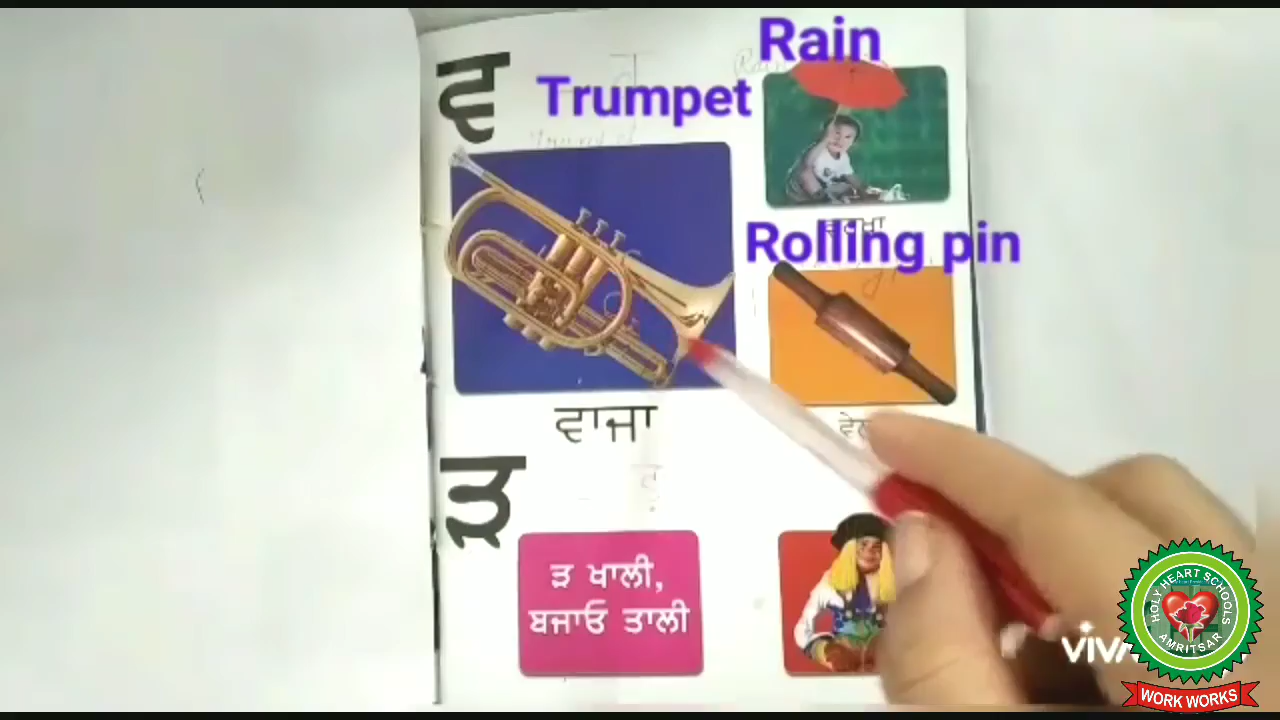 Rain
Trumpet
ਵ
Rolling pin
ਵਾਜਾ
ੜ
ੜ ਖਾਲੀ,
ਬਜਾਓ ਤਾਲੀ
HOLY HEART SCHOOLS
AMRITSAR
WORK WORKS